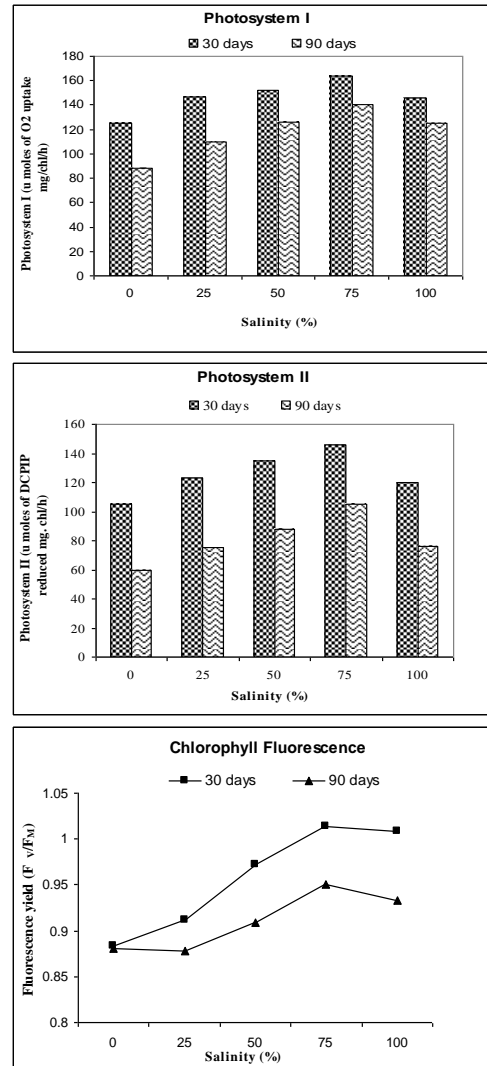 Photosystem I
30 days 90 days
Photosystem I (u moles of O2 uptake
mg/chl/h)
180
160
140
120
100
80
60
40
20
0
0 25 50 75 100
Salinity (%)
Photosystem II
30 days 90 days
Photosystem II (u moles of DCPIP
reduced mg. chl/h)
160
140
120
100
80
60
40
20
0
0 25 50 75 100
Salinity (%)
Chlorophyll Fluorescence
30 days 90 days
Fluorescence yield (F v/FM)
1.05
1
0.95
0.9
0.85
0.8
0 25 50 75 100
Salinity (%)